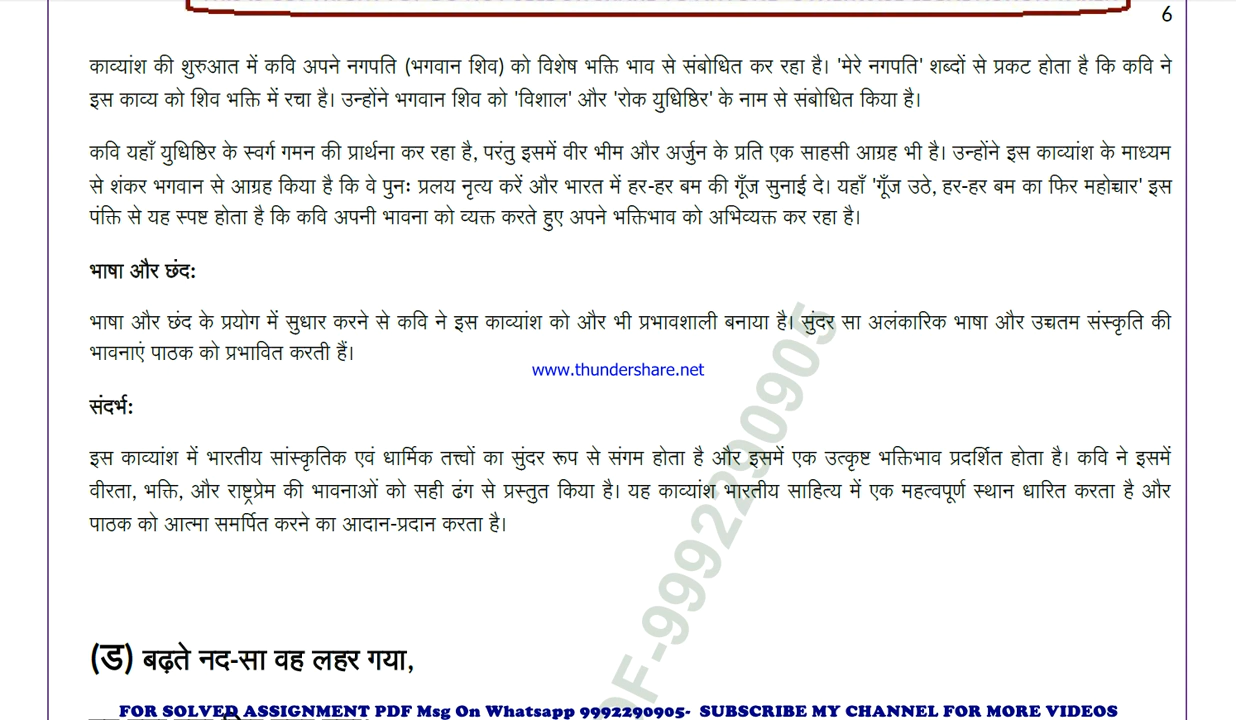 6
काव्यांश की शुरुआत में कवि अपने नगपति (भगवान शिव) को विशेष भक्ति भाव से संबोधित कर रहा है। 'मेरे नगपति' शब्दों से प्रकट होता है कि कवि ने
इस काव्य को शिव भक्ति में रचा है। उन्होंने भगवान शिव को 'विशाल' और 'रोक युधिष्ठिर' के नाम से संबोधित किया है।
कवि यहाँ युधिष्ठिर के स्वर्ग गमन की प्रार्थना कर रहा है, परंतु इसमें वीर भीम और अर्जुन के प्रति एक साहसी आग्रह भी है। उन्होंने इस काव्यांश के माध्यम
से शंकर भगवान से आग्रह किया है कि वे पुनः प्रलय नृत्य करें और भारत में हर-हर बम की गूँज सुनाई दे। यहाँ 'गूँज उठे, हर-हर बम का फिर महोच्चार' इस
पंक्ति से यह स्पष्ट होता है कि कवि अपनी भावना को व्यक्त करते हुए अपने भक्तिभाव को अभिव्यक्त कर रहा है।
भाषा और छंद:
भाषा और छंद के प्रयोग में सुधार करने से कवि ने इस काव्यांश को और भी प्रभावशाली बनाया है। सुंदर सा अलंकारिक भाषा और उच्चतम संस्कृति की
भावनाएं पाठक को प्रभावित करती हैं।
www.thundershare.net
संदर्भ:
इस काव्यांश में भारतीय सांस्कृतिक एवं धार्मिक तत्त्वों का सुंदर रूप से संगम होता है और इसमें एक उत्कृष्ट भक्तिभाव प्रदर्शित होता है। कवि ने इसमें
वीरता, भक्ति, और राष्ट्रप्रेम की भावनाओं को सही ढंग से प्रस्तुत किया है। यह काव्यांश भारतीय साहित्य में एक महत्वपूर्ण स्थान धारित करता है और
पाठक को आत्मा समर्पित करने का आदान-प्रदान करता है।
(ड) बढ़ते नद-सा वह लहर गया,
FOR SOLVED ASSIGNMENT PDF Msg On Whatsapp 9992290905- SUBSCRIBE MY CHANNEL FOR MORE VIDEOS
DF-9992290905